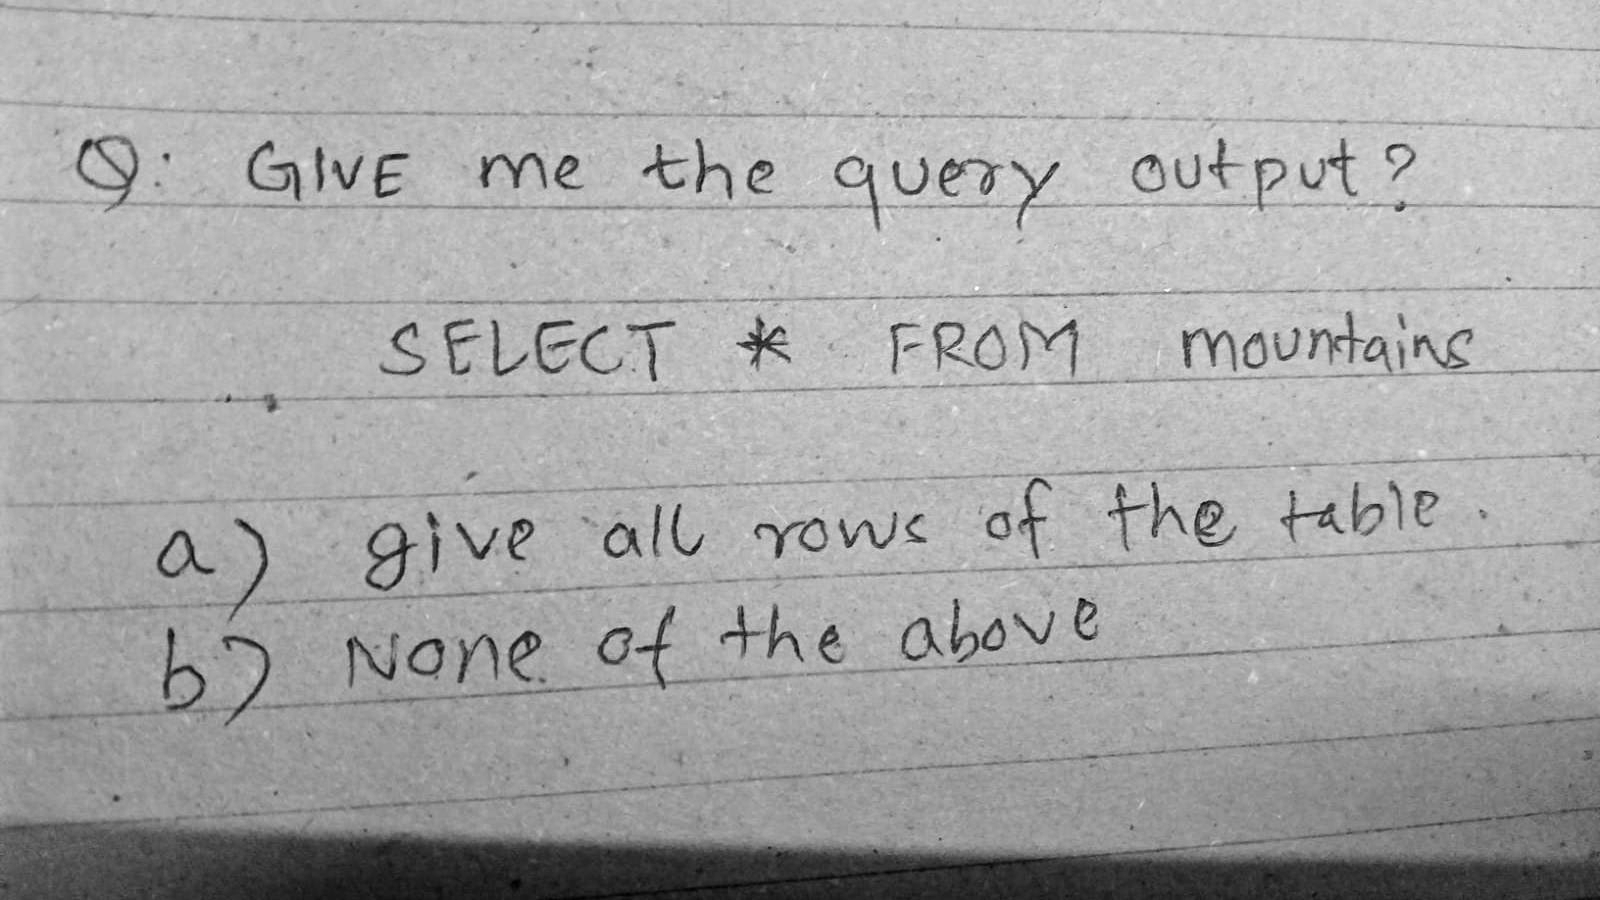 Q: GIVE me the query output?
SELECT * FROM mountains
a) give all rows of the table.
b) None of the above